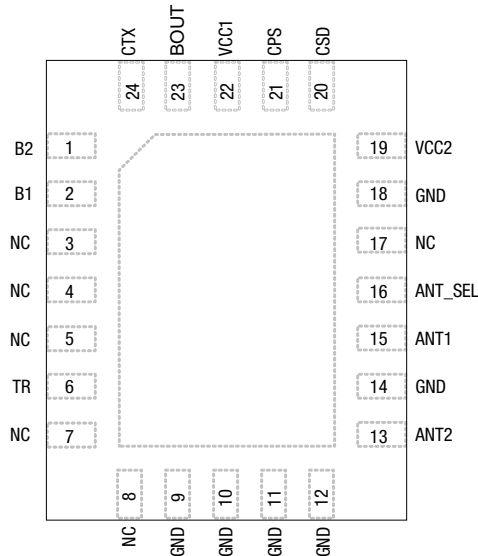 CTX BOUT VCC1 CPS CSD
24 23 22 21 20
B2 1 19 VCC2
B1 2 18 GND
NC 3 17 NC
NC 4 16 ANT_SEL
NC 5 15 ANT1
TR 6 14 GND
NC 7 13 ANT2
8 9 10 11 12
NC GND GND GND GND